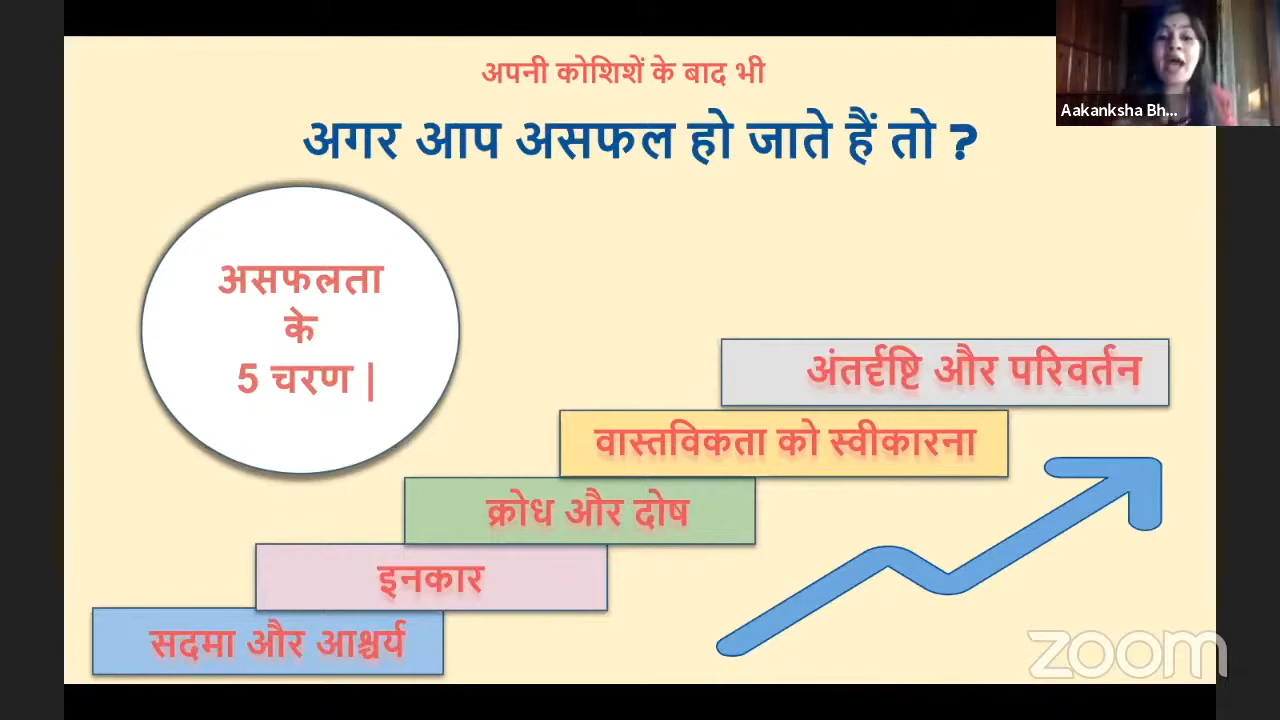 अपनी कोशिशें के बाद भी
अगर आप असफल हो जाते हैं तो ?
Aakanksha Bh...
असफलता
के
5 चरण |
अंतर्दृष्टि और परिवर्तन
वास्तविकता को स्वीकारना
क्रोध और दोष
इनकार
सदमा और आश्चर्य
zoom